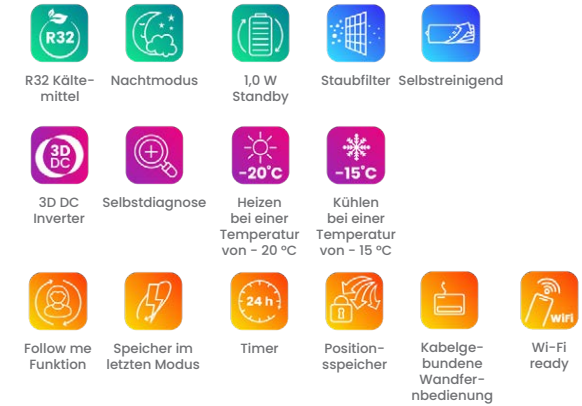 R32
R32 Kälte-
mittel
Nachtmodus
1,0 W
Standby
Staubfilter
Selbstreinigend
3D
DC
3D DC
Inverter
Selbstdiagnose
-20°C
Heizen
bei einer
Temperatur
von - 20 ºC
-15°C
Kühlen
bei einer
Temperatur
von - 15 ºC
Follow me
Funktion
Speicher im
letzten Modus
24 h
Timer
Position-
sspeicher
Kabelge-
bundene
Wandfer-
nbedienung
WiFi
Wi-Fi
ready